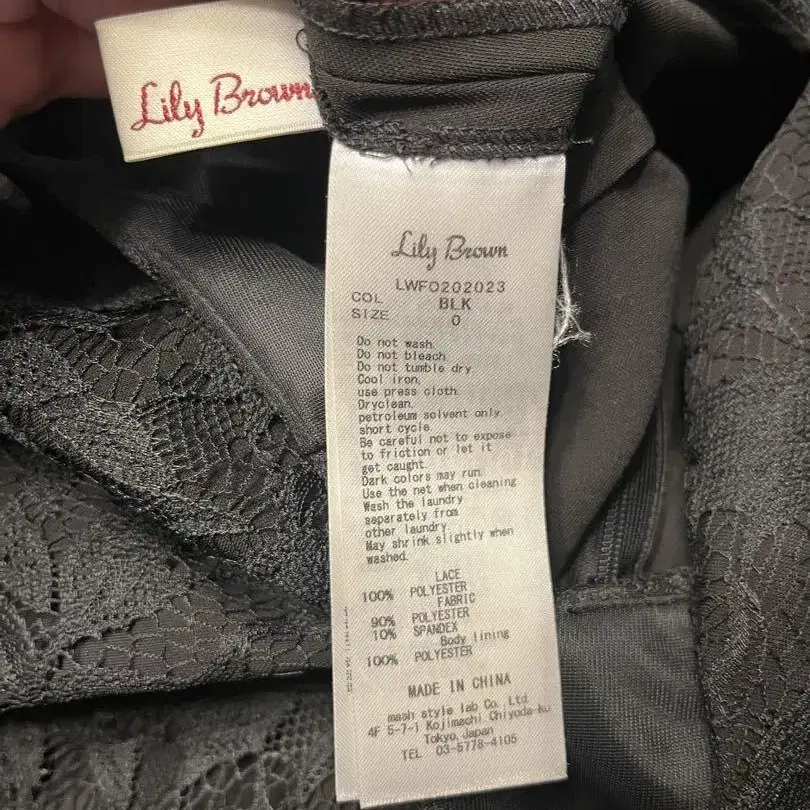 Lily Brown
Lily Brown
LWFO202023
COL BLK
SIZE 0
Do not wash.
Do not bleach.
Do not tumble dry.
Cool iron,
use press cloth.
Dryclean,
petroleum solvent only,
short cycle.
Be careful not to expose
to friction or let it
get caught.
Dark colors may run.
Use the net when cleaning
Wash the laundry
separately from
other laundry.
May shrink slightly when
washed.
LACE
100% POLYESTER
FABRIC
90% POLYESTER
10% SPANDEX
Body lining
100% POLYESTER
MADE IN CHINA
mash style lab Co., Ltd.
4F 5-7-1 Kojimachi Chiyoda-ku
Tokyo, Japan
TEL 03-5778-4105